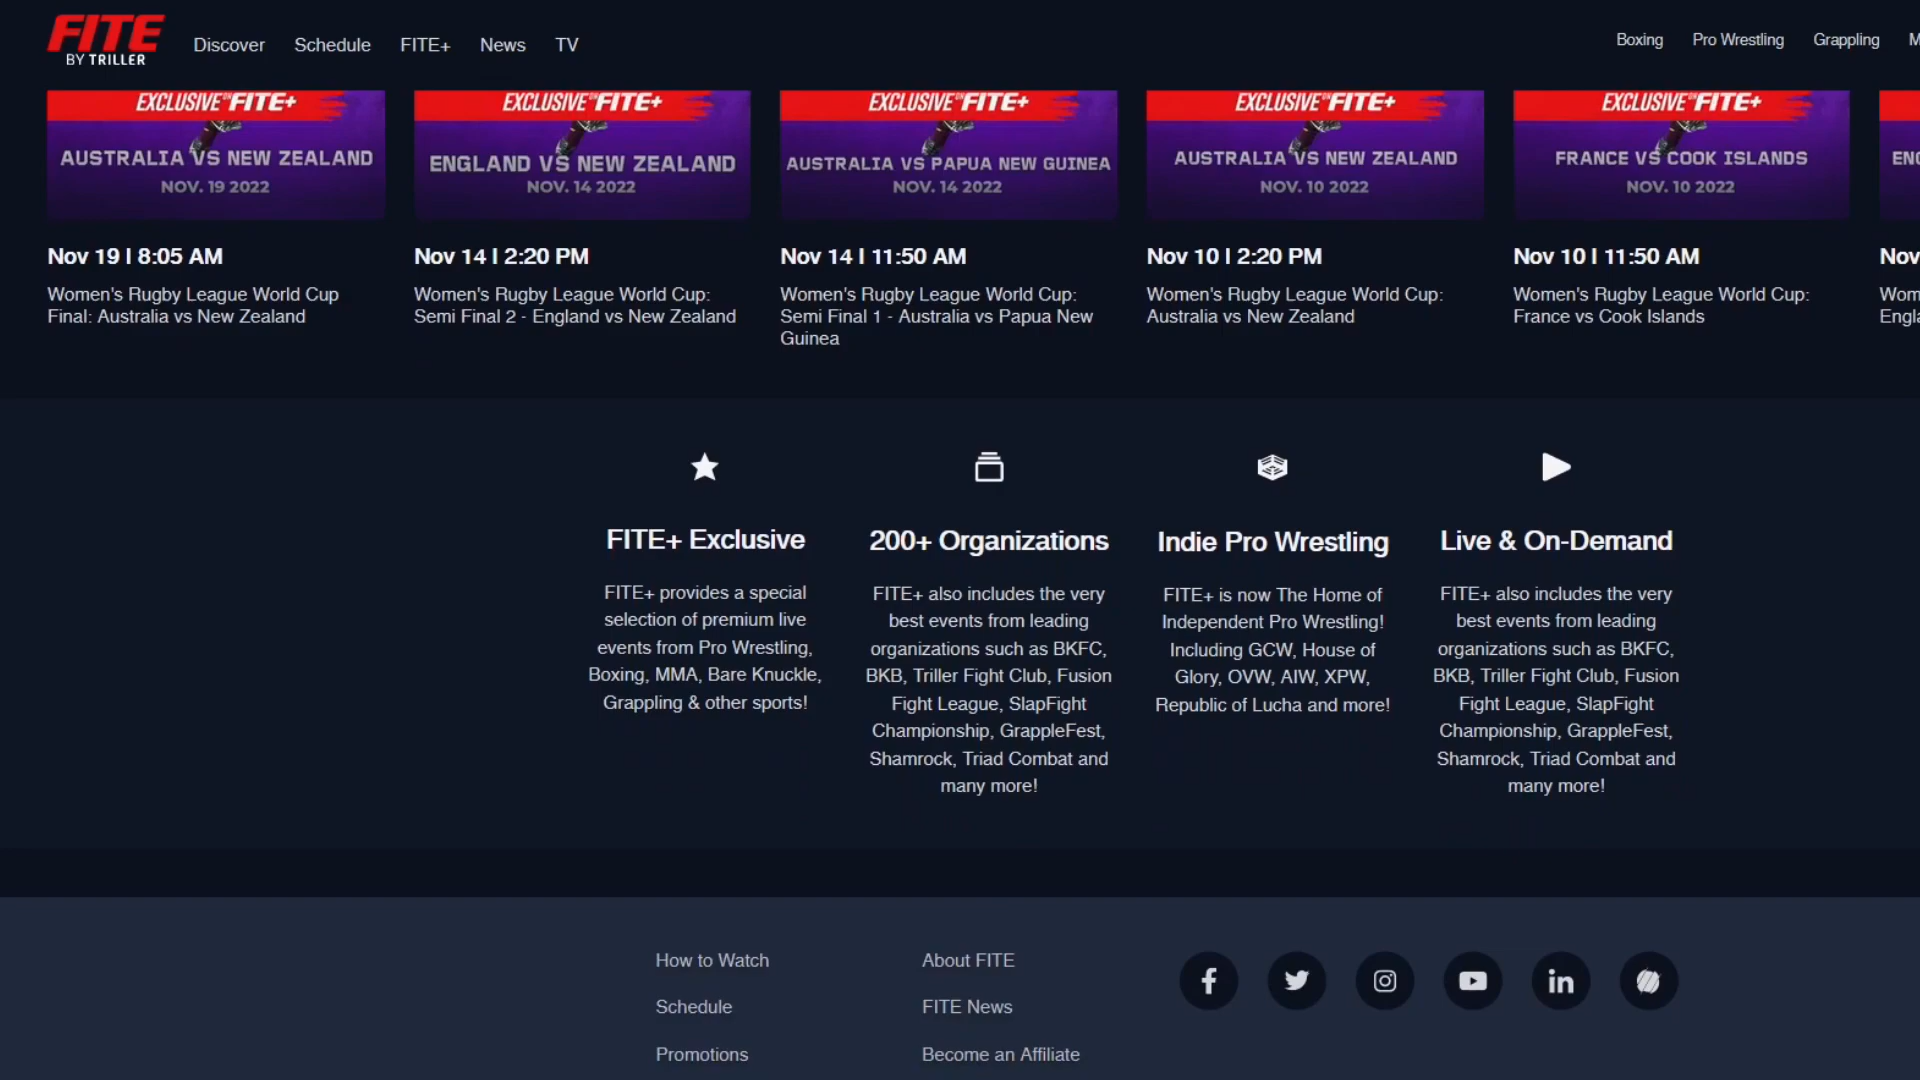 FITE
BY TRILLER
Discover
Schedule
FITE+
News
TV
Boxing
Pro Wrestling
Grappling
EXCLUSIVE ON FITE+
AUSTRALIA VS NEW ZEALAND
NOV. 19 2022
Nov 19 | 8:05 AM
Women's Rugby League World Cup
Final: Australia vs New Zealand
EXCLUSIVE ON FITE+
ENGLAND VS NEW ZEALAND
NOV. 14 2022
Nov 14 | 2:20 PM
Women's Rugby League World Cup:
Semi Final 2 - England vs New Zealand
EXCLUSIVE ON FITE+
AUSTRALIA VS PAPUA NEW GUINEA
NOV. 14 2022
Nov 14 | 11:50 AM
Women's Rugby League World Cup:
Semi Final 1 - Australia vs Papua New
Guinea
EXCLUSIVE ON FITE+
AUSTRALIA VS NEW ZEALAND
NOV. 10 2022
Nov 10 | 2:20 PM
Women's Rugby League World Cup:
Australia vs New Zealand
EXCLUSIVE ON FITE+
FRANCE VS COOK ISLANDS
NOV. 10 2022
Nov 10 | 11:50 AM
Women's Rugby League World Cup:
France vs Cook Islands
Nov
FITE+ Exclusive
FITE+ provides a special
selection of premium live
events from Pro Wrestling,
Boxing, MMA, Bare Knuckle,
Grappling & other sports!
200+ Organizations
FITE+ also includes the very
best events from leading
organizations such as BKFC,
BKB, Triller Fight Club, Fusion
Fight League, SlapFight
Championship, GrappleFest,
Shamrock, Triad Combat and
many more!
Indie Pro Wrestling
FITE+ is now The Home of
Independent Pro Wrestling!
Including GCW, House of
Glory, OVW, AIW, XPW,
Republic of Lucha and more!
Live & On-Demand
FITE+ also includes the very
best events from leading
organizations such as BKFC,
BKB, Triller Fight Club, Fusion
Fight League, SlapFight
Championship, GrappleFest,
Shamrock, Triad Combat and
many more!
How to Watch
Schedule
Promotions
About FITE
FITE News
Become an Affiliate